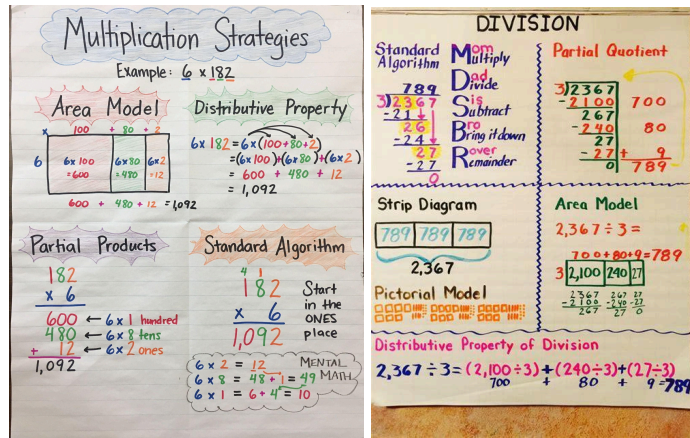 Multiplication Strategies
Example: 6 x 182
Area Model
x 100 + 80 + 2
6
6x100 6x80 6x2
=600 =480 =12
600 + 480 + 12 = 1,092
Distributive Property
6 x 182 = 6x(100+80+2)
= (6x100)+(6x80)+(6x2)
= 600 + 480 + 12
= 1,092
Partial Products
182
x 6
600 ← 6 x 1 hundred
480 ← 6 x 8 tens
+ 12 ← 6 x 2 ones
1,092
Standard Algorithm
4 1
182
x 6
1,092
Start
in the
ONES
place
MENTAL
MATH
6 x 2 = 12
6 x 8 = 48 + 1 = 49
6 x 1 = 6 + 4 = 10
DIVISION
Standard
Algorithm
789
3)2367
-21
26
-24
27
-27
0
Mom
Multiply
Dad
Divide
Sis
Subtract
Bro
Bring it down
Rover
Remainder
Partial Quotient
3)2367
-2100 700
267
-240 80
27
-27 + 9
0 789
Strip Diagram
789 789 789
2,367
Pictorial Model
Area Model
2,367 ÷ 3 =
700+80+9=789
3 2,100 240 27
2367 267 27
-2100 -240 -27
267 27 0
Distributive Property of Division
2,367 ÷ 3 = (2,100÷3) + (240÷3) + (27÷3)
700 + 80 + 9 = 789